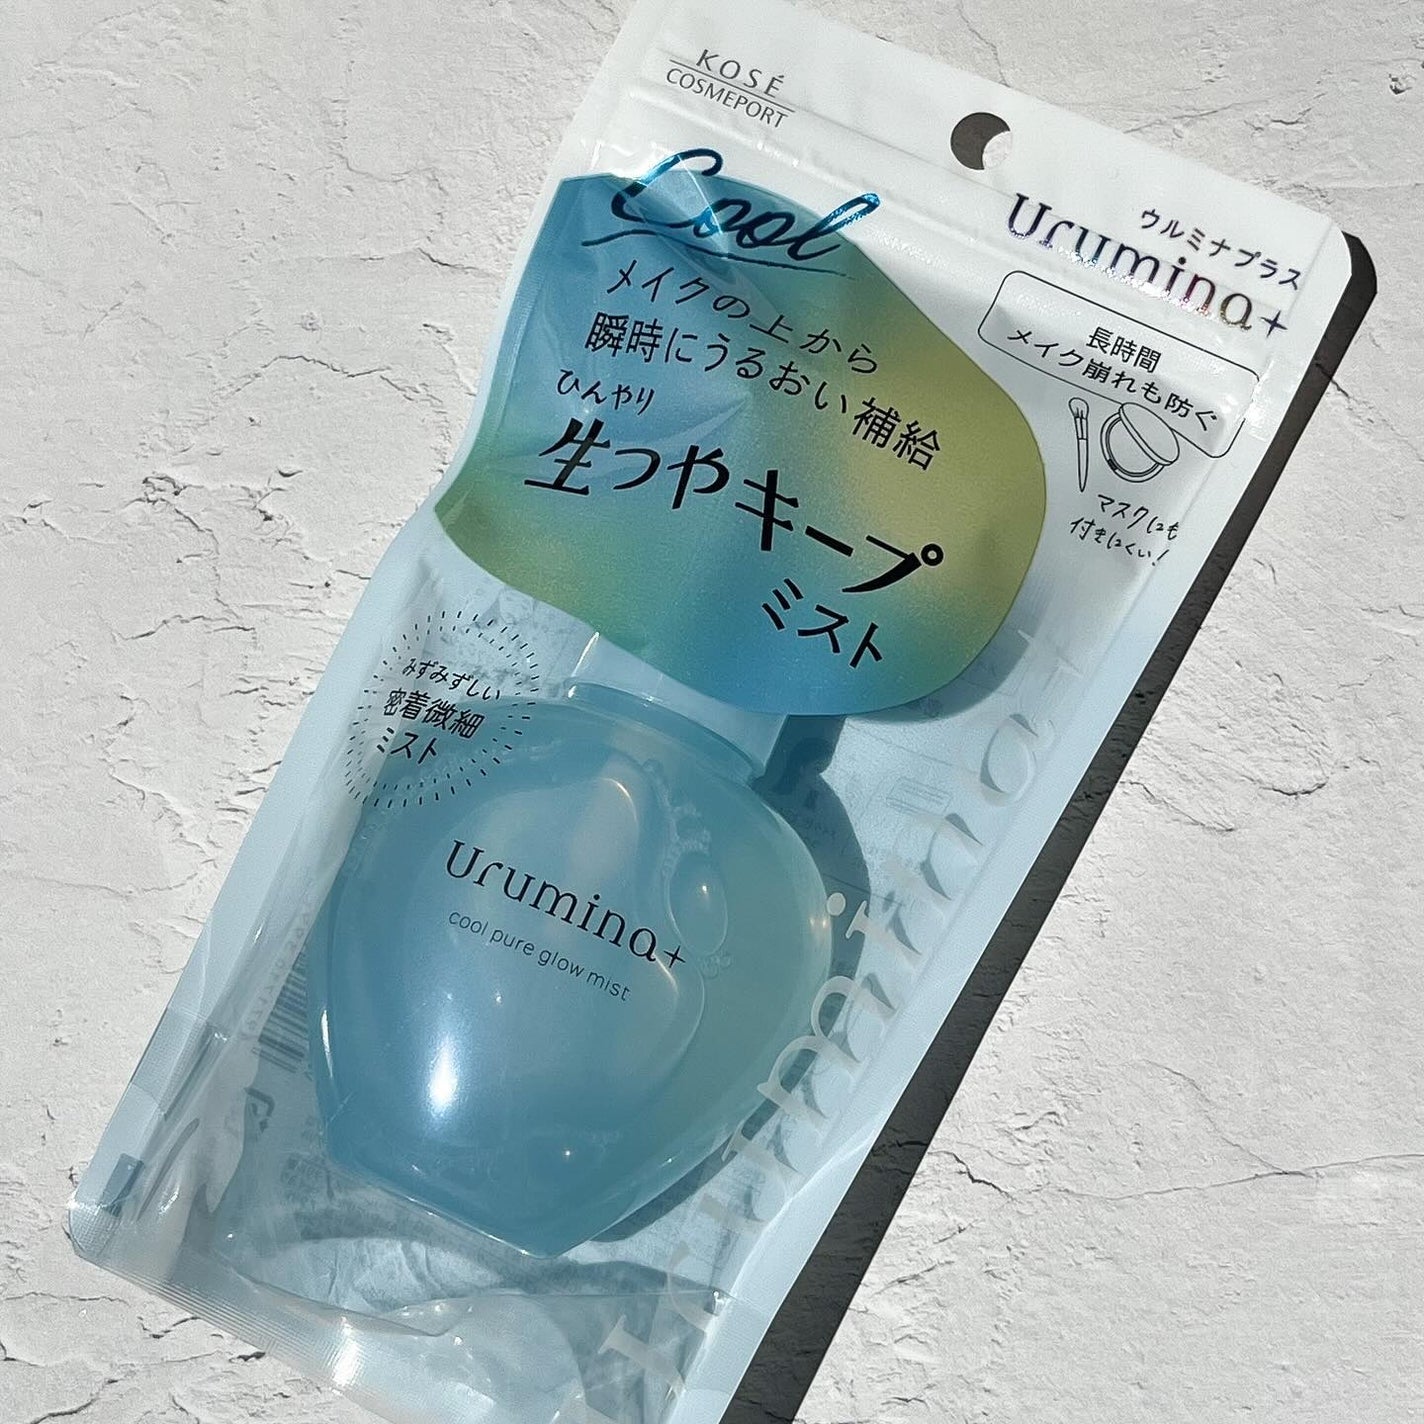 KOSÉ
COSMEPORT
ウルミナプラス
Urumina+
Cool
メイクの上から
瞬時にうるおい補給
ひんやり
生つやキープ
ミスト
長時間
メイク崩れも防ぐ
マスクにも
付きにくい!
みずみずしい
密着微細
ミスト
Urumina+
cool pure glow mist